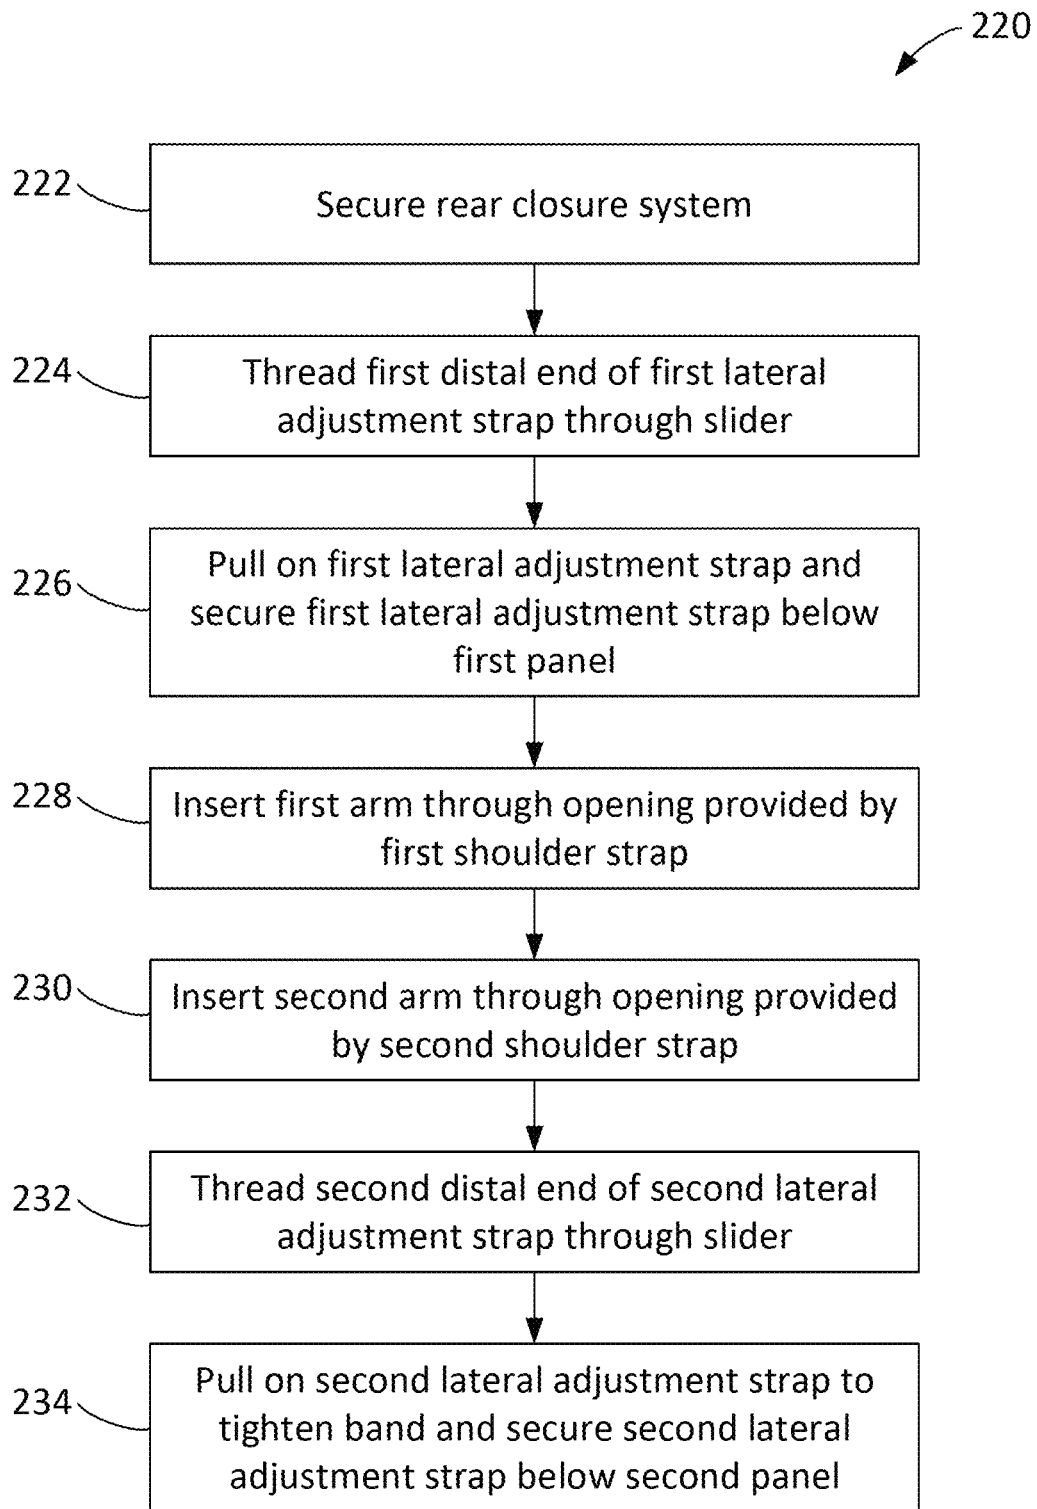 220
222
Secure rear closure system
224
Thread first distal end of first lateral
adjustment strap through slider
226
Pull on first lateral adjustment strap and
secure first lateral adjustment strap below
first panel
228
Insert first arm through opening provided by
first shoulder strap
230
Insert second arm through opening provided
by second shoulder strap
232
Thread second distal end of second lateral
adjustment strap through slider
234
Pull on second lateral adjustment strap to
tighten band and secure second lateral
adjustment strap below second panel